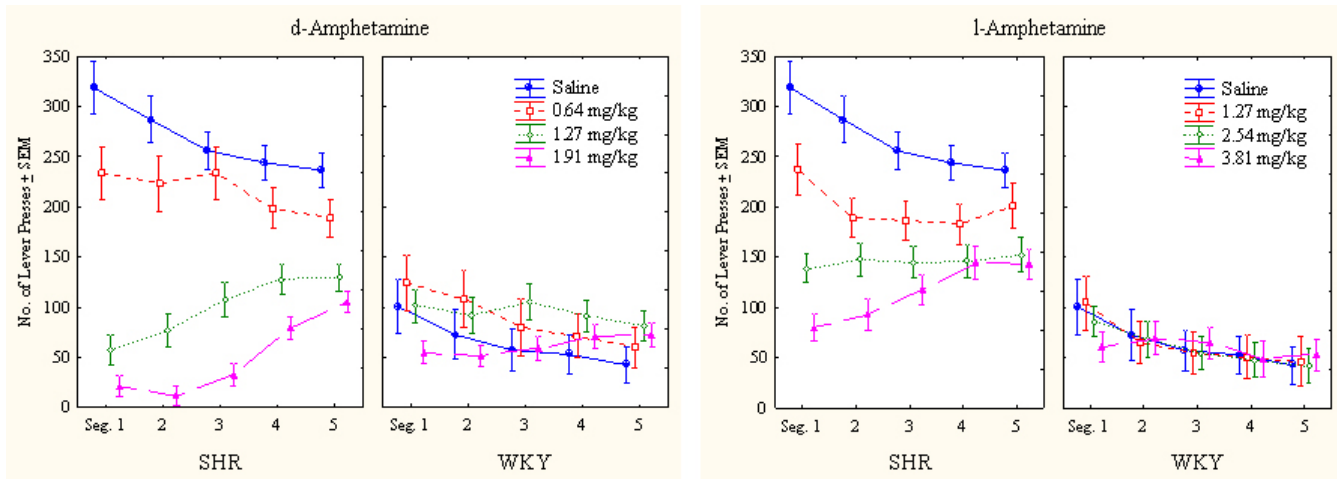 d-Amphetamine
No. of Lever Presses ± SEM
350
300
250
200
150
100
50
0
Saline
0.64 mg/kg
1.27 mg/kg
1.91 mg/kg
Seg. 1 2 3 4 5
Seg. 1 2 3 4 5
SHR WKY
l-Amphetamine
No. of Lever Presses ± SEM
350
300
250
200
150
100
50
0
Saline
1.27 mg/kg
2.54 mg/kg
3.81 mg/kg
Seg. 1 2 3 4 5
Seg. 1 2 3 4 5
SHR WKY